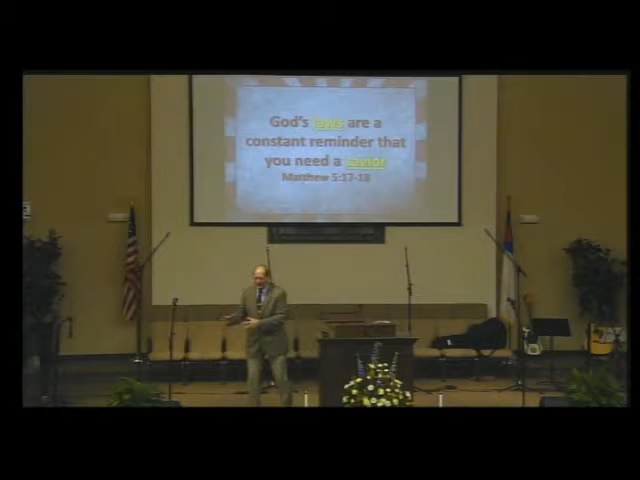 God's laws are a
constant reminder that
you need a savior
Matthew 5:17-18